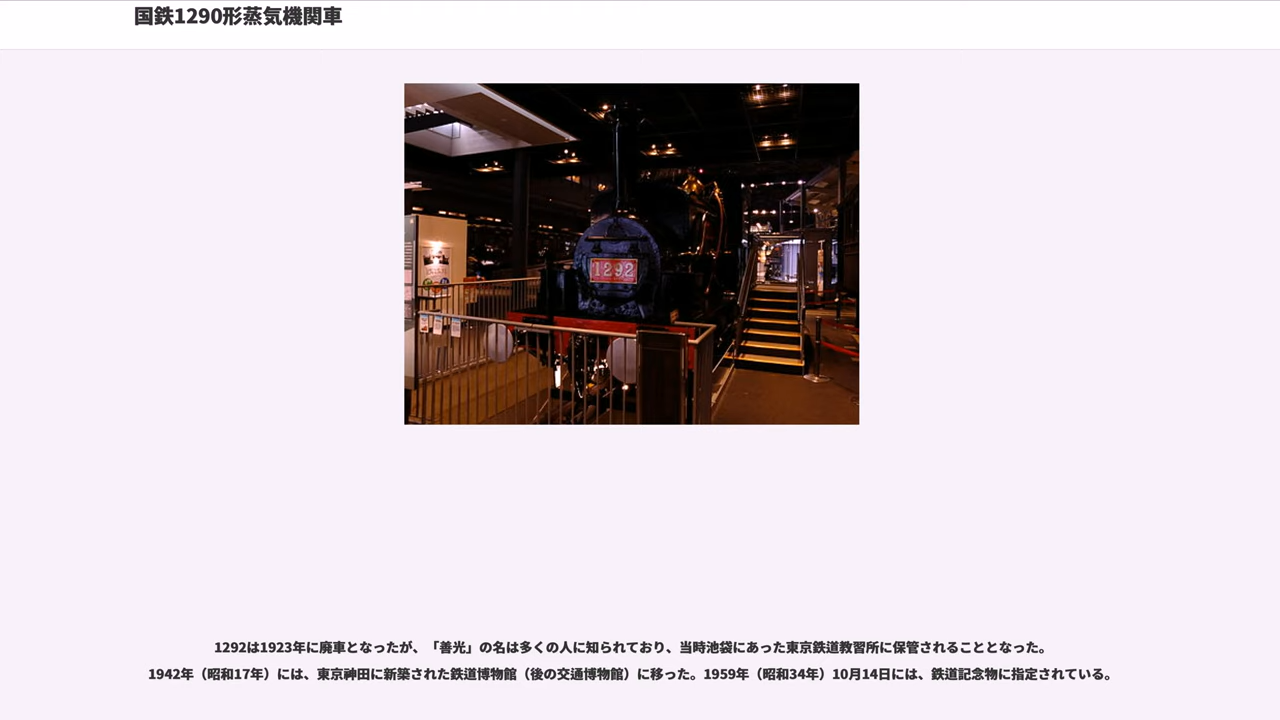 国鉄1290形蒸気機関車
1292
1292は1923年に廃車となったが、「善光」の名は多くの人に知られており、当時池袋にあった東京鉄道教習所に保管されることとなった。
1942年（昭和17年）には、東京神田に新築された鉄道博物館（後の交通博物館）に移った。1959年（昭和34年）10月14日には、鉄道記念物に指定されている。